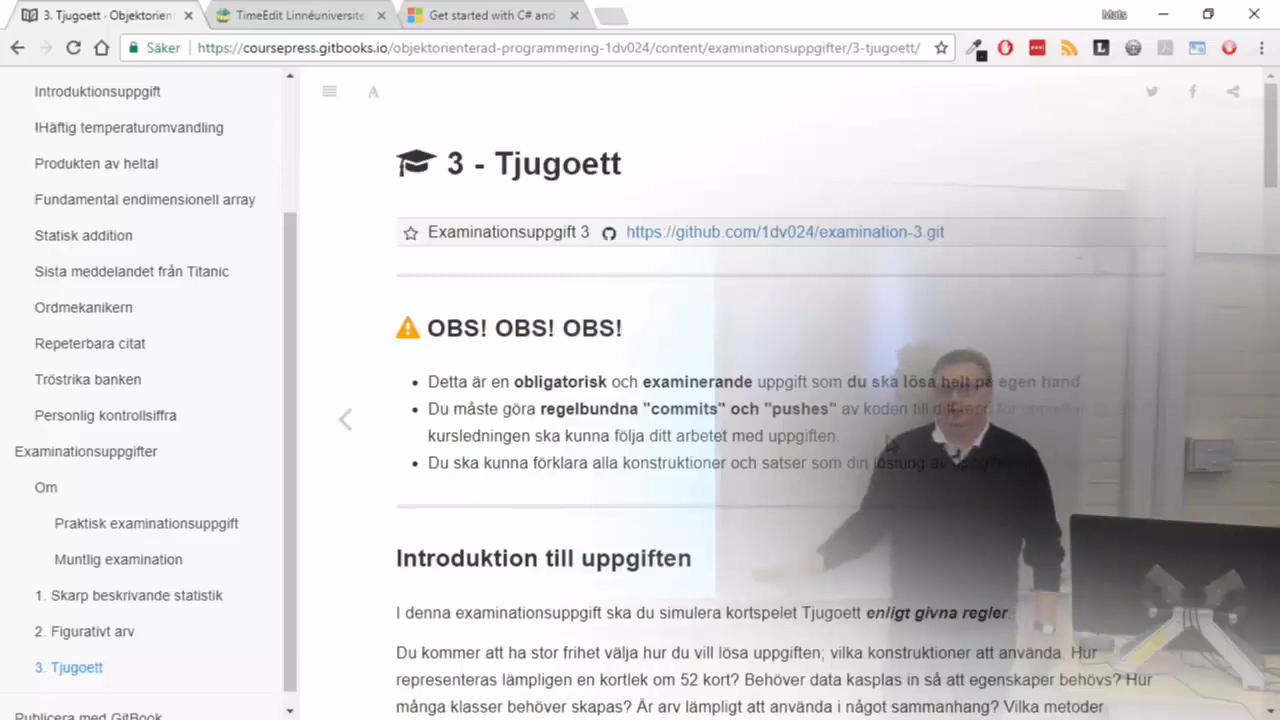 3. Tjugoett · Objektorien
TimeEdit Linnéuniversite
Get started with C# and
Mats
Säker
https://coursepress.gitbooks.io/objektorienterad-programmering-1dv024/content/examinationsuppgifter/3-tjugoett/
Introduktionsuppgift
!Häftig temperaturomvandling
Produkten av heltal
Fundamental endimensionell array
Statisk addition
Sista meddelandet från Titanic
Ordmekanikern
Repeterbara citat
Tröstrika banken
Personlig kontrollsiffra
Examinationsuppgifter
Om
Praktisk examinationsuppgift
Muntlig examination
1. Skarp beskrivande statistik
2. Figurativt arv
3. Tjugoett
Publicera med GitBook
A
3 - Tjugoett
Examinationsuppgift 3 https://github.com/1dv024/examination-3.git
OBS! OBS! OBS!
Detta är en obligatorisk och examinerande uppgift som du ska lösa helt på egen hand
Du måste göra regelbundna "commits" och "pushes" av koden till
kursledningen ska kunna följa ditt arbetet med uppgiften.
Du ska kunna förklara alla konstruktioner och satser som din lösning av
Introduktion till uppgiften
I denna examinationsuppgift ska du simulera kortspelet Tjugoett enligt givna regler.
Du kommer att ha stor frihet välja hur du vill lösa uppgiften; vilka konstruktioner att använda. Hur
representeras lämpligen en kortlek om 52 kort? Behöver data kasplas in så att egenskaper behövs? Hur
många klasser behöver skapas? Är arv lämpligt att använda i något sammanhang? Vilka metoder